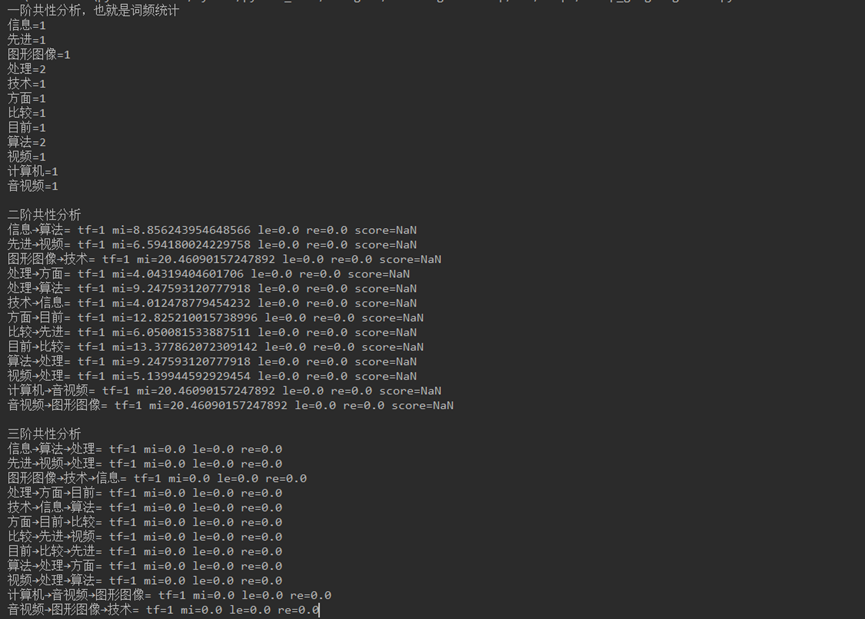 一阶共性分析，也就是词频统计
信息=1
先进=1
图形图像=1
处理=2
技术=1
方面=1
比较=1
目前=1
算法=2
视频=1
计算机=1
音视频=1
二阶共性分析
信息→算法= tf=1 mi=8.856243954648566 le=0.0 re=0.0 score=NaN
先进→视频= tf=1 mi=6.594180024229758 le=0.0 re=0.0 score=NaN
图形图像→技术= tf=1 mi=20.46090157247892 le=0.0 re=0.0 score=NaN
处理→方面= tf=1 mi=4.04319404601706 le=0.0 re=0.0 score=NaN
处理→算法= tf=1 mi=9.247593120777918 le=0.0 re=0.0 score=NaN
技术→信息= tf=1 mi=4.012478779454232 le=0.0 re=0.0 score=NaN
方面→目前= tf=1 mi=12.825210015738996 le=0.0 re=0.0 score=NaN
比较→先进= tf=1 mi=6.050081533887511 le=0.0 re=0.0 score=NaN
目前→比较= tf=1 mi=13.377862072309142 le=0.0 re=0.0 score=NaN
算法→处理= tf=1 mi=9.247593120777918 le=0.0 re=0.0 score=NaN
视频→处理= tf=1 mi=5.139944592929454 le=0.0 re=0.0 score=NaN
计算机→音视频= tf=1 mi=20.46090157247892 le=0.0 re=0.0 score=NaN
音视频→图形图像= tf=1 mi=20.46090157247892 le=0.0 re=0.0 score=NaN
三阶共性分析
信息→算法→处理= tf=1 mi=0.0 le=0.0 re=0.0
先进→视频→处理= tf=1 mi=0.0 le=0.0 re=0.0
图形图像→技术→信息= tf=1 mi=0.0 le=0.0 re=0.0
处理→方面→目前= tf=1 mi=0.0 le=0.0 re=0.0
技术→信息→算法= tf=1 mi=0.0 le=0.0 re=0.0
方面→目前→比较= tf=1 mi=0.0 le=0.0 re=0.0
比较→先进→视频= tf=1 mi=0.0 le=0.0 re=0.0
目前→比较→先进= tf=1 mi=0.0 le=0.0 re=0.0
算法→处理→方面= tf=1 mi=0.0 le=0.0 re=0.0
视频→处理→算法= tf=1 mi=0.0 le=0.0 re=0.0
计算机→音视频→图形图像= tf=1 mi=0.0 le=0.0 re=0.0
音视频→图形图像→技术= tf=1 mi=0.0 le=0.0 re=0.0